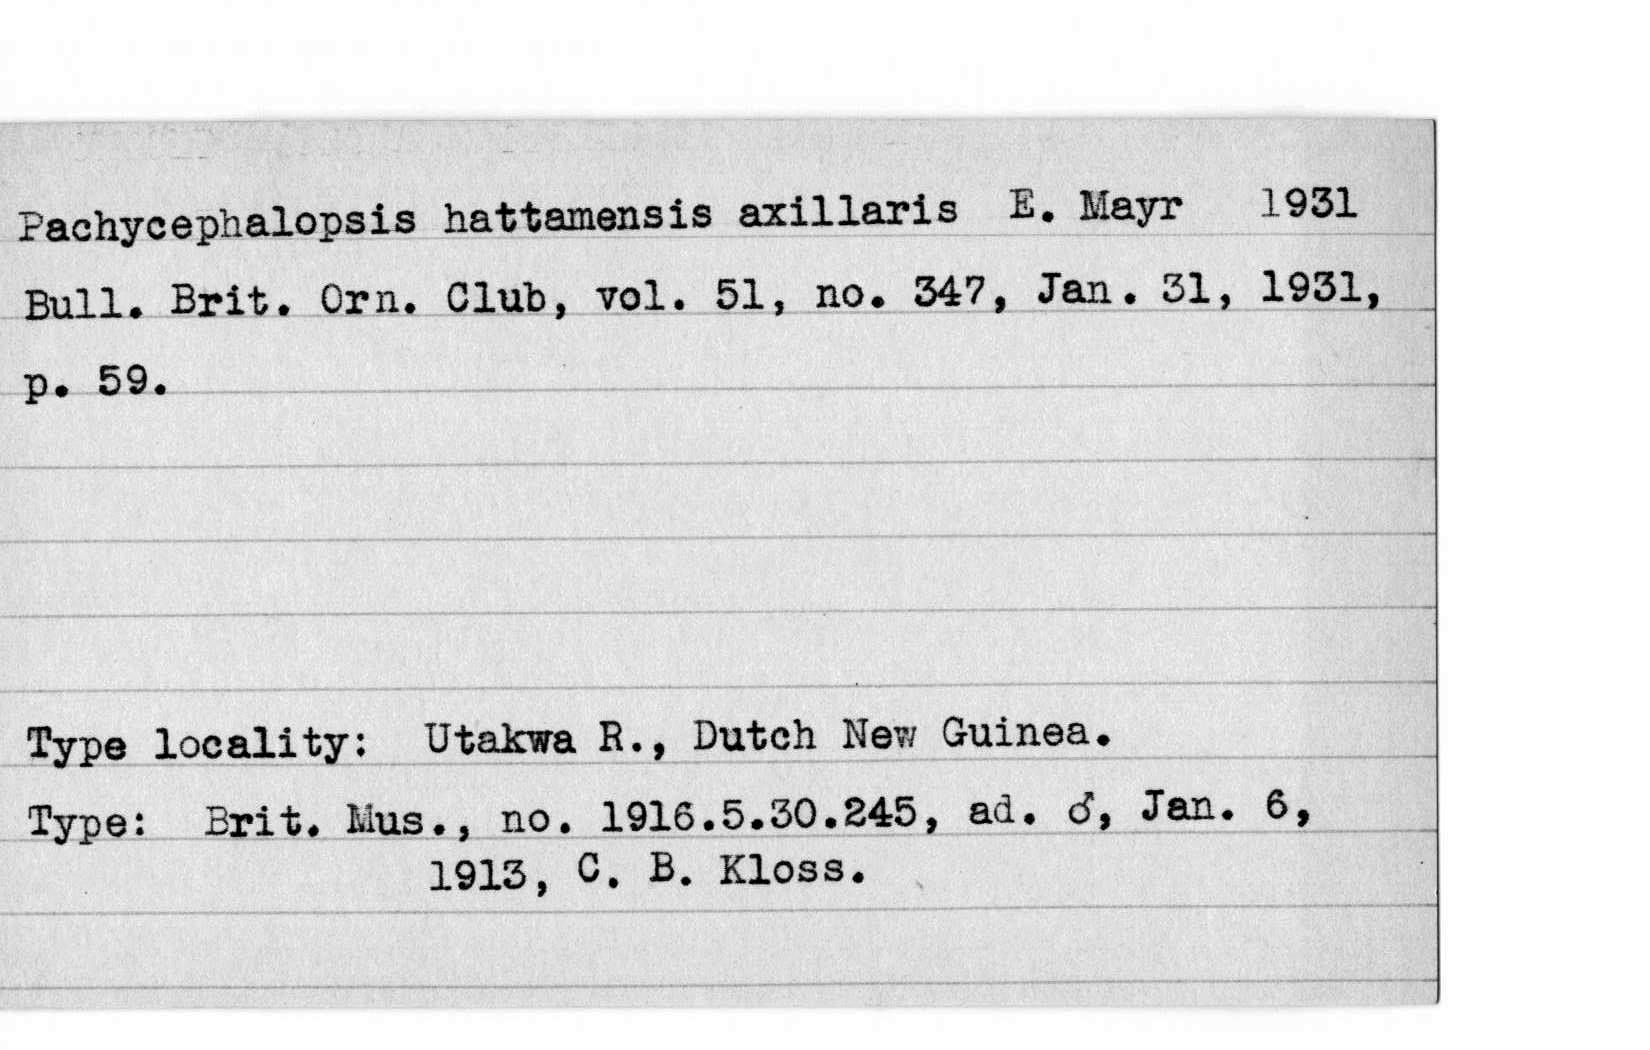 Pachycephalopsis hattamensis axillaris E. Mayr 1931
Bull. Brit. Orn. Club, vol. 51, no. 347, Jan. 31, 1931,
p. 59.
Type locality: Utakwa R., Dutch New Guinea.
Type: Brit. Mus., no. 1916.5.30.245, ad. ♂, Jan. 6,
1913, C. B. Kloss.